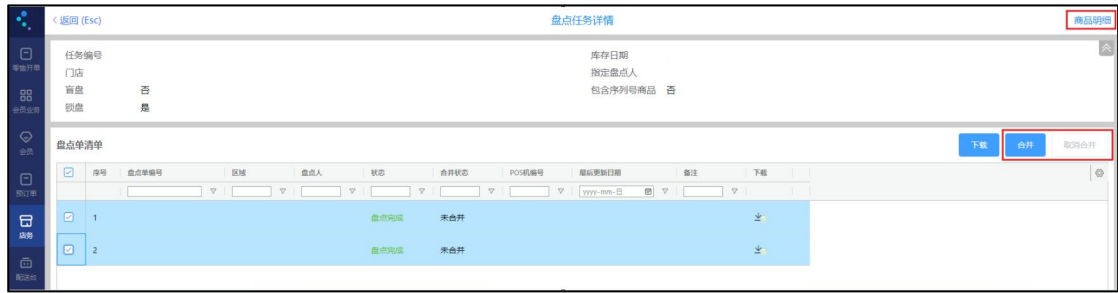 < 返回 (Esc)
盘点任务详情
商品明细
零售开单
会员业务
会员
预订单
店务
配送台
任务编号
库存日期
门店
指定盘点人
盲盘 否
包含序列号商品 否
锁盘 是
盘点单清单
下载
合并
取消合并
序号 盘点单编号 区域 盘点人 状态 合并状态 POS机编号 最后更新日期 备注 下载
yyyy-mm-日
1 盘点完成 未合并
2 盘点完成 未合并